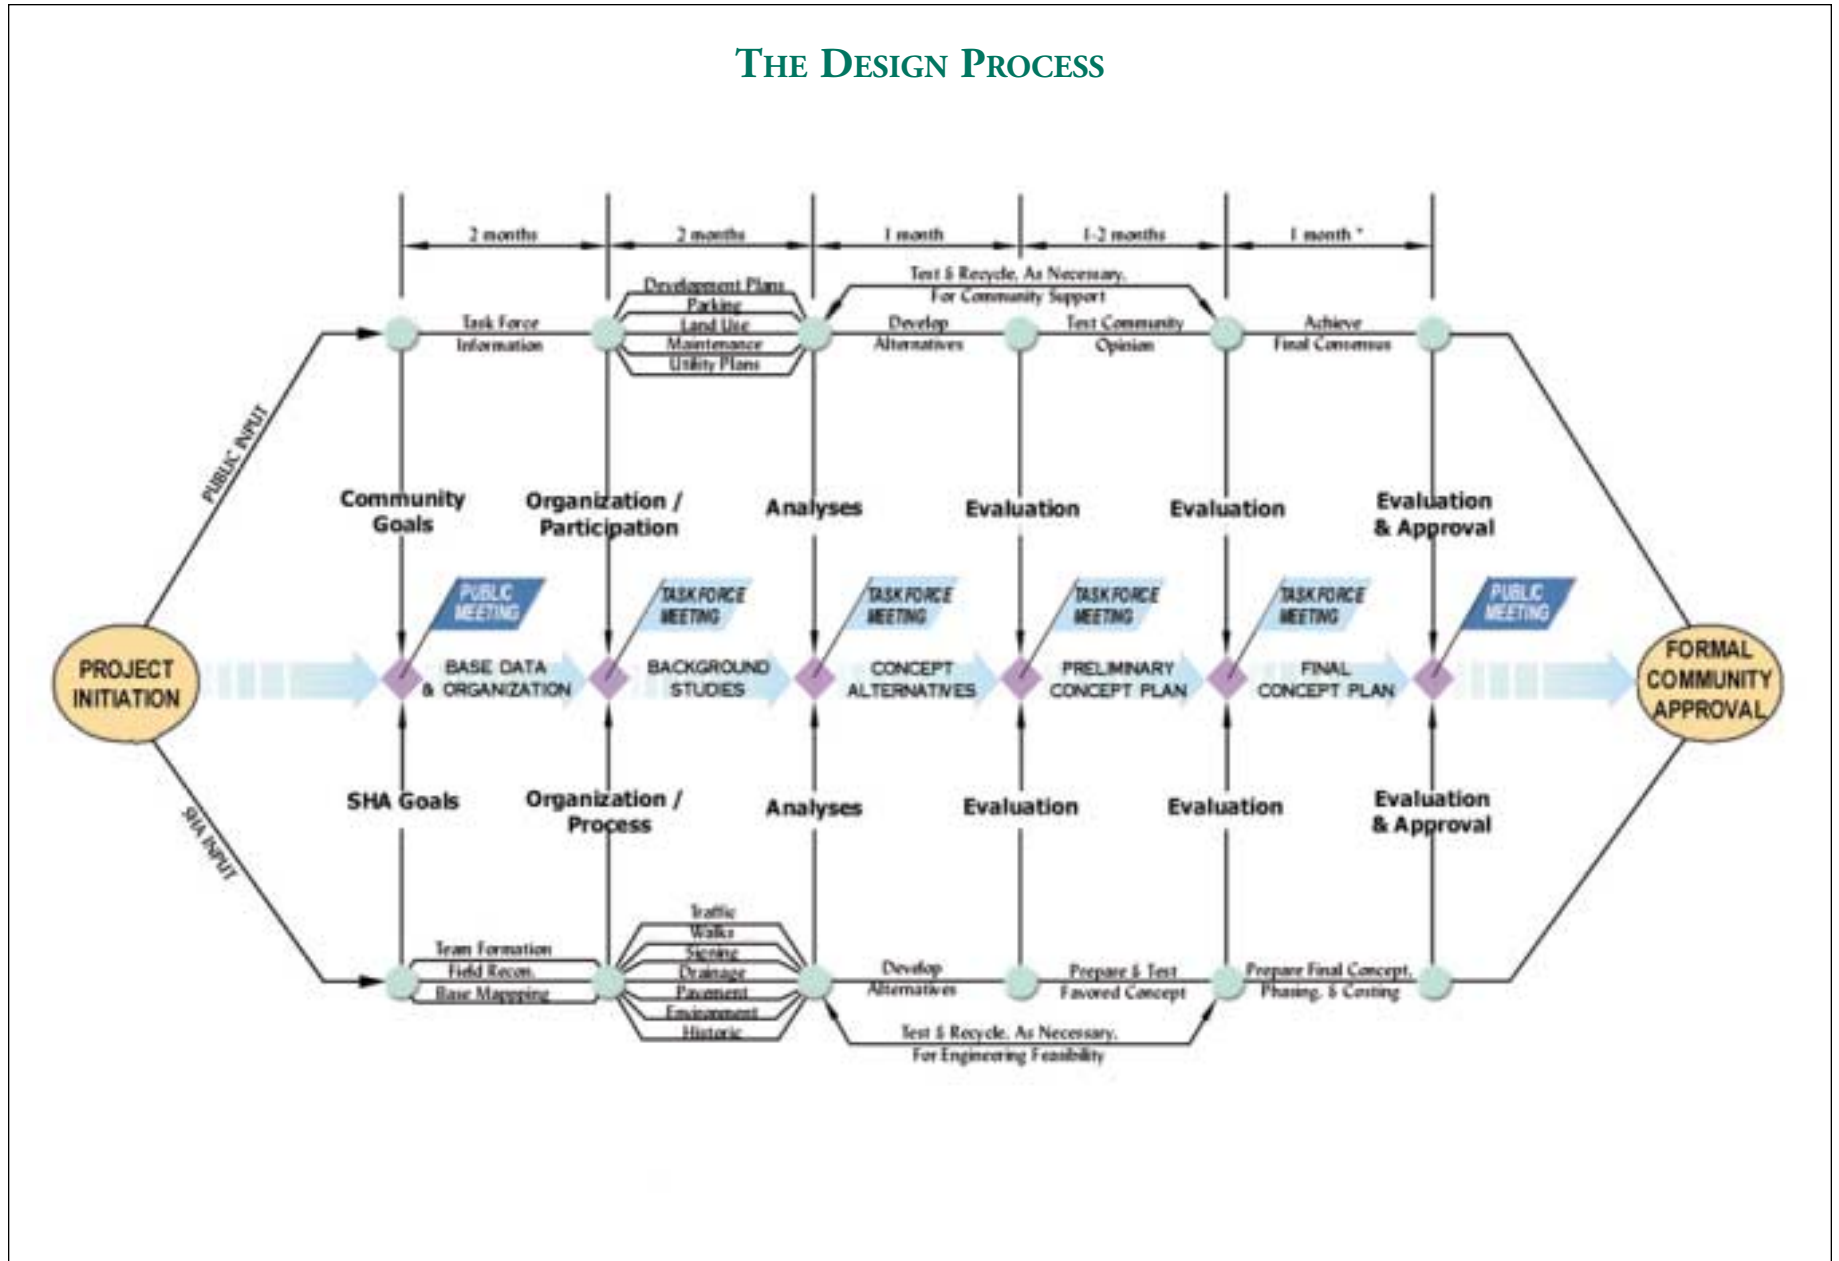 THE DESIGN PROCESS
2 months
2 months
1 month
1-2 months
1 month *
Test & Recycle, As Necessary,
For Community Support
Task Force
Information
Development Plans
Parking
Land Use
Maintenance
Utility Plans
Develop
Alternatives
Test Community
Opinion
Achieve
Final Consensus
PUBLIC INPUT
Community
Goals
Organization /
Participation
Analyses
Evaluation
Evaluation
Evaluation
& Approval
PUBLIC
MEETING
TASK FORCE
MEETING
TASK FORCE
MEETING
TASK FORCE
MEETING
TASK FORCE
MEETING
PUBLIC
MEETING
PROJECT
INITIATION
BASE DATA
& ORGANIZATION
BACKGROUND
STUDIES
CONCEPT
ALTERNATIVES
PRELIMINARY
CONCEPT PLAN
FINAL
CONCEPT PLAN
FORMAL
COMMUNITY
APPROVAL
SHA INPUT
SHA Goals
Organization /
Process
Analyses
Evaluation
Evaluation
Evaluation
& Approval
Team Formation
Field Recon.
Base Mappping
Traffic
Walks
Signing
Drainage
Pavement
Environment
Historic
Develop
Alternatives
Prepare & Test
Favored Concept
Prepare Final Concept,
Phasing, & Costing
Test & Recycle, As Necessary,
For Engineering Feasibility